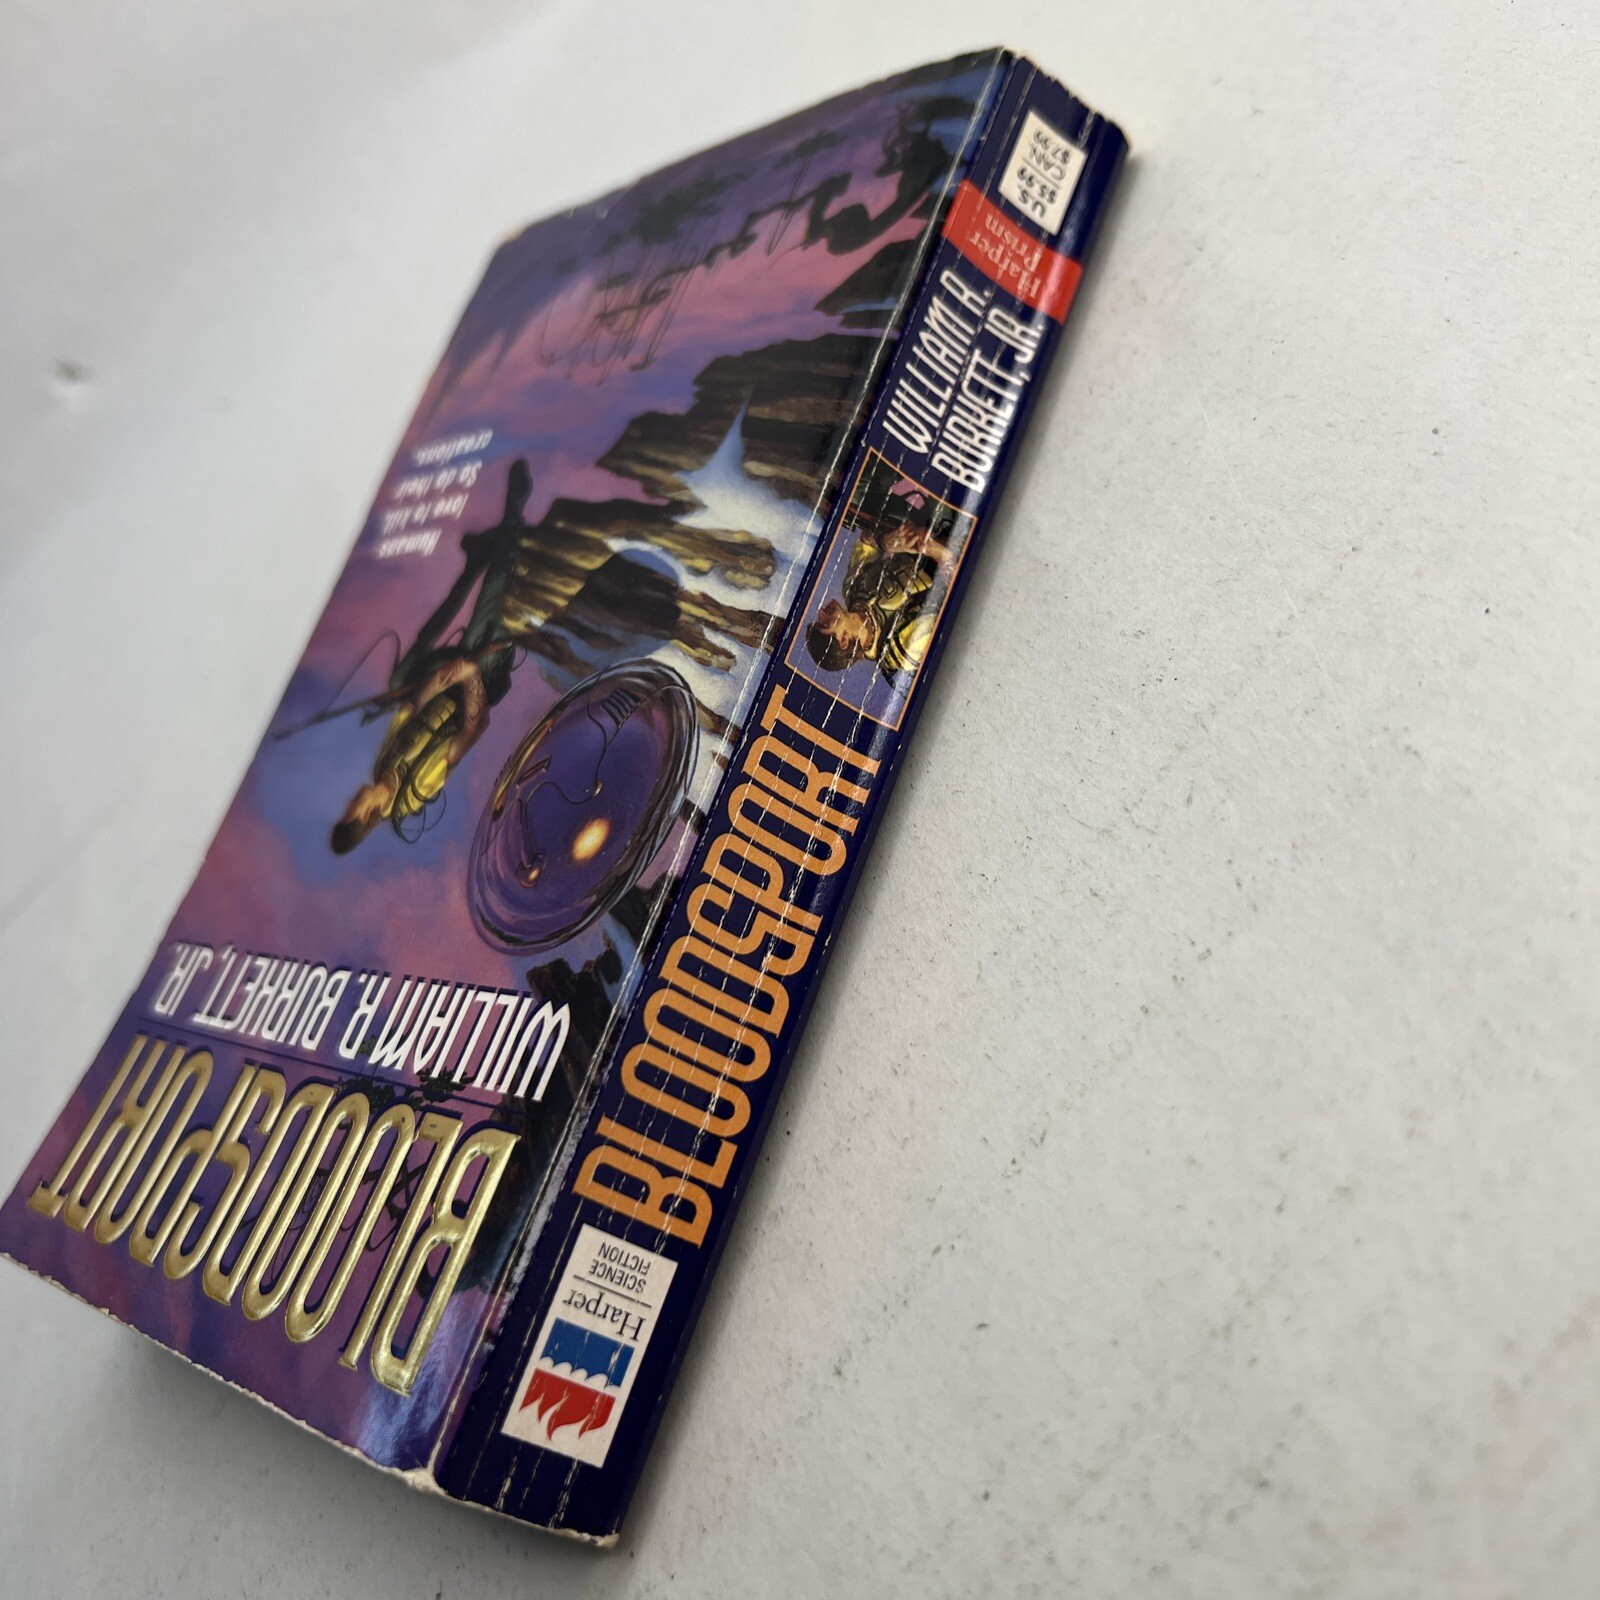 BLOODSPORT
WILLIAM R. BURKETT, JR.
Humans
love to kill.
So do their
creations.
Harper
SCIENCE
FICTION
BLOODSPORT
WILLIAM R.
BURKETT, JR.
Harper
Prism
U.S.
$5.99
CAN.
$7.99